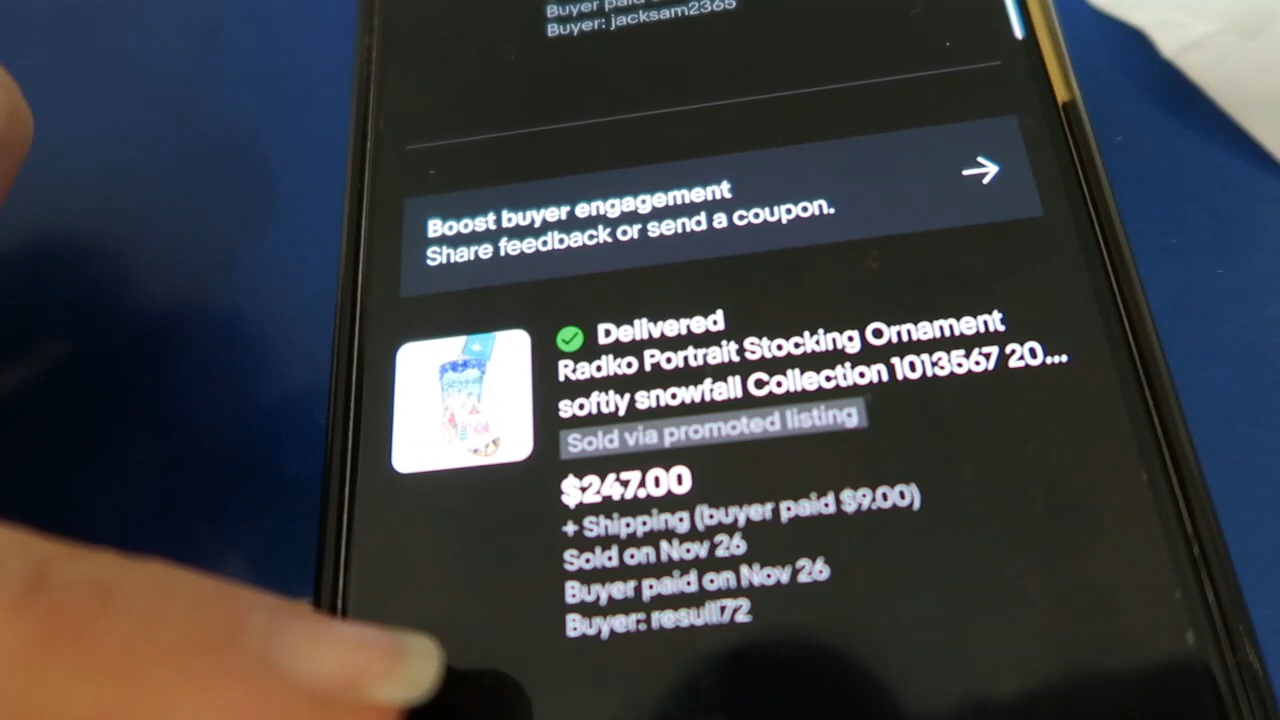 Buyer paid
Buyer: jacksam2365
Boost buyer engagement
Share feedback or send a coupon.
Delivered
Radko Portrait Stocking Ornament
softly snowfall Collection 1013567 20...
Sold via promoted listing
$247.00
+ Shipping (buyer paid $9.00)
Sold on Nov 26
Buyer paid on Nov 26
Buyer: resull72